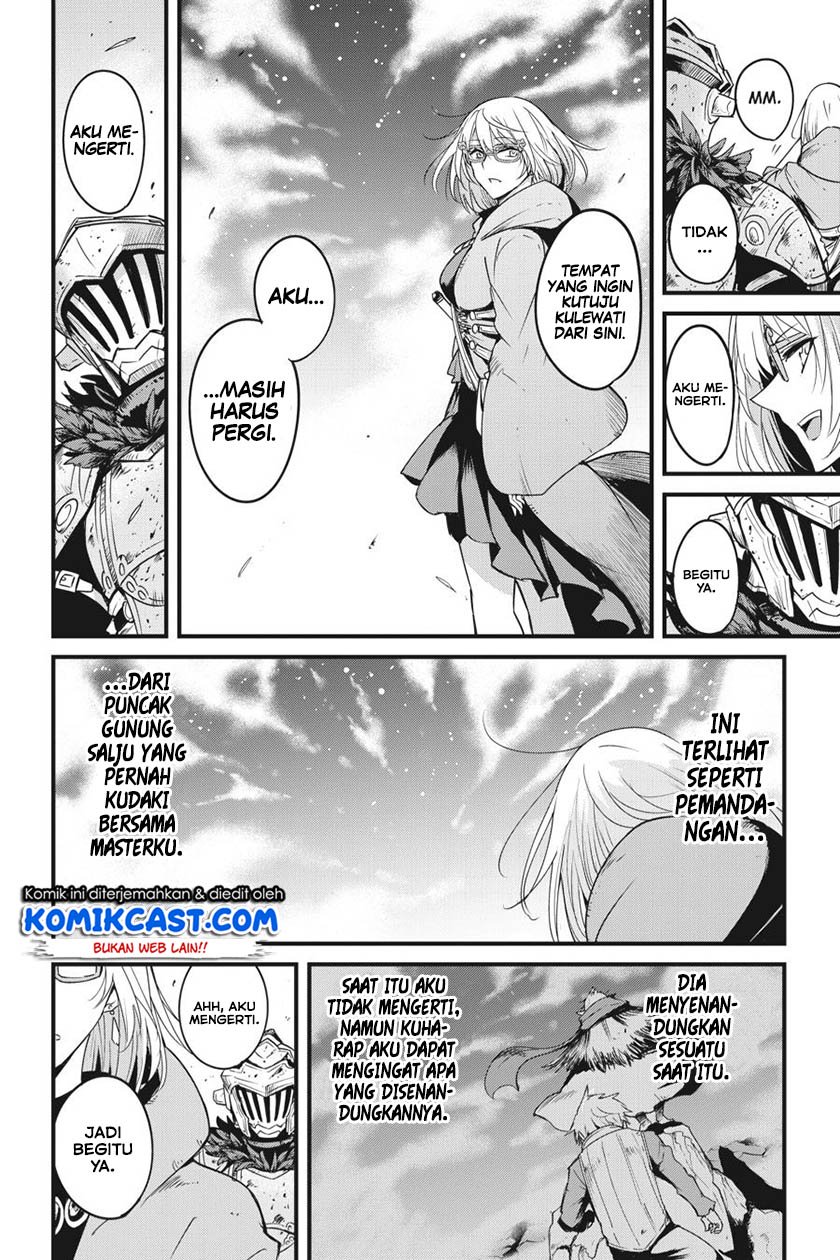 MM.
TIDAK
...
AKU ME-
NGERTI.
BEGITU
YA.
TEMPAT
YANG INGIN
KUTUJU
KULEWATI
DARI SINI.
AKU...
...MASIH
HARUS
PERGI.
AKU ME-
NGERTI.
INI
TERLIHAT
SEPERTI
PEMANDA-
NGAN...
...DARI
PUNCAK
GUNUNG
SALJU YANG
PERNAH
KUDAKI
BERSAMA
MASTERKU.
Komik ini diterjemahkan & diedit oleh
KOMIKCAST.COM
BUKAN WEB LAIN!!
DIA
MENYENAN-
DUNGKAN
SESUATU
SAAT ITU.
SAAT ITU AKU
TIDAK MENGERTI,
NAMUN KUHA-
RAP AKU DAPAT
MENGINGAT APA
YANG DISENAN-
DUNGKANNYA.
AHH, AKU
MENGERTI.
JADI
BEGITU
YA.